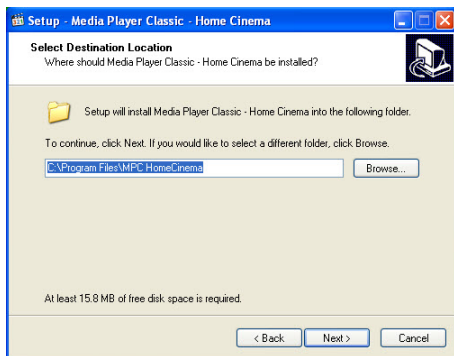 Setup - Media Player Classic - Home Cinema
Select Destination Location
Where should Media Player Classic - Home Cinema be installed?
Setup will install Media Player Classic - Home Cinema into the following folder.
To continue, click Next. If you would like to select a different folder, click Browse.
C:\Program Files\MPC HomeCinema
Browse...
At least 15.8 MB of free disk space is required.
< Back
Next >
Cancel